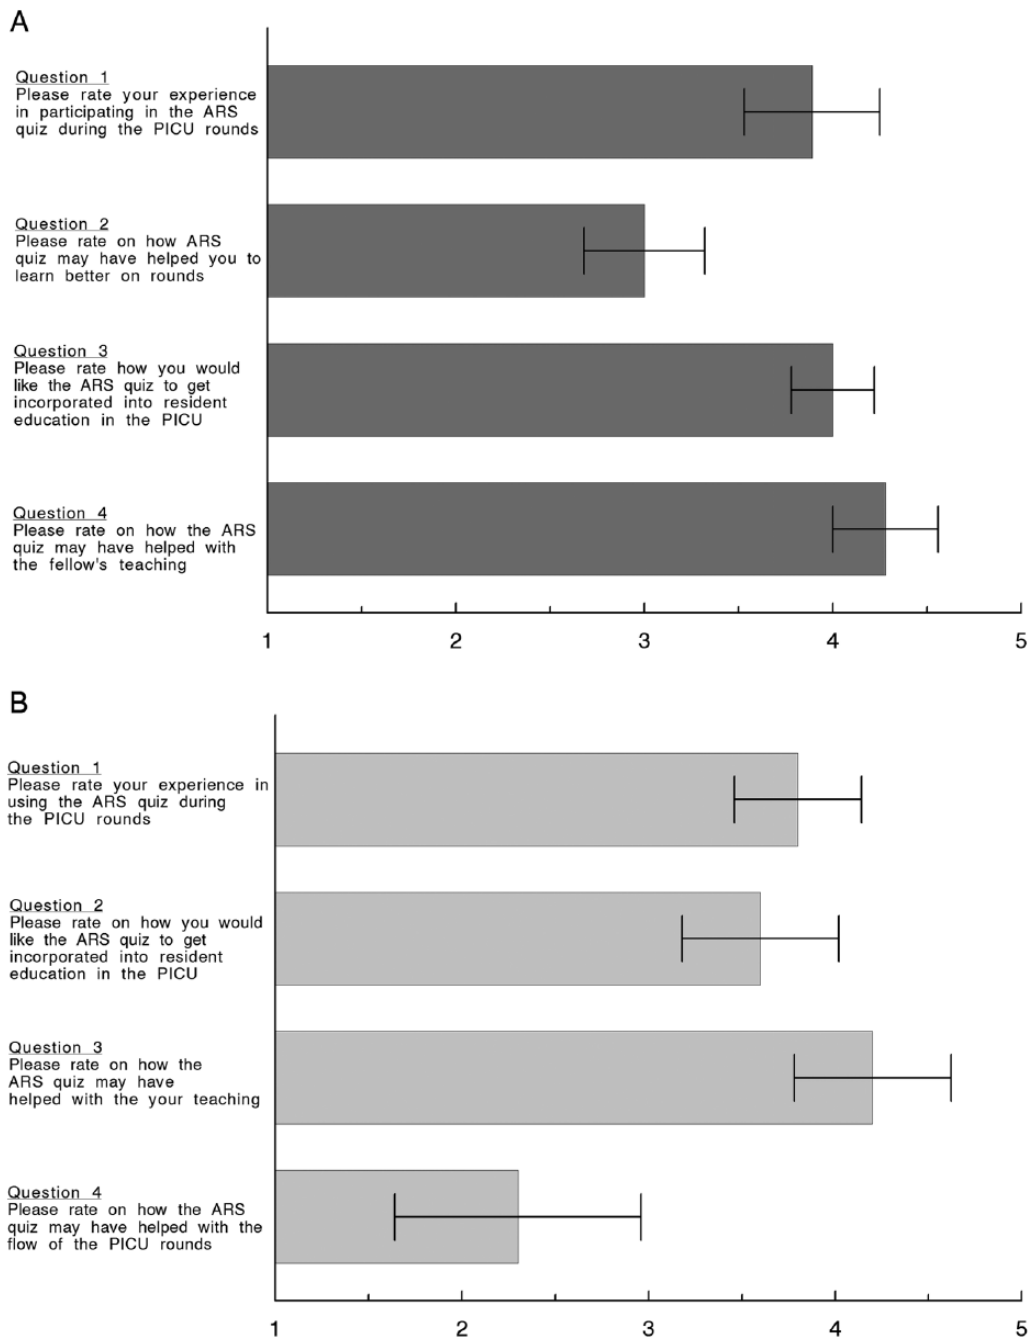 A
Question 1
Please rate your experience
in participating in the ARS
quiz during the PICU rounds
Question 2
Please rate on how ARS
quiz may have helped you to
learn better on rounds
Question 3
Please rate how you would
like the ARS quiz to get
incorporated into resident
education in the PICU
Question 4
Please rate on how the ARS
quiz may have helped with
the fellow's teaching
1 2 3 4 5
B
Question 1
Please rate your experience in
using the ARS quiz during
the PICU rounds
Question 2
Please rate on how you would
like the ARS quiz to get
incorporated into resident
education in the PICU
Question 3
Please rate on how the
ARS quiz may have
helped with the your teaching
Question 4
Please rate on how the ARS
quiz may have helped with the
flow of the PICU rounds
1 2 3 4 5